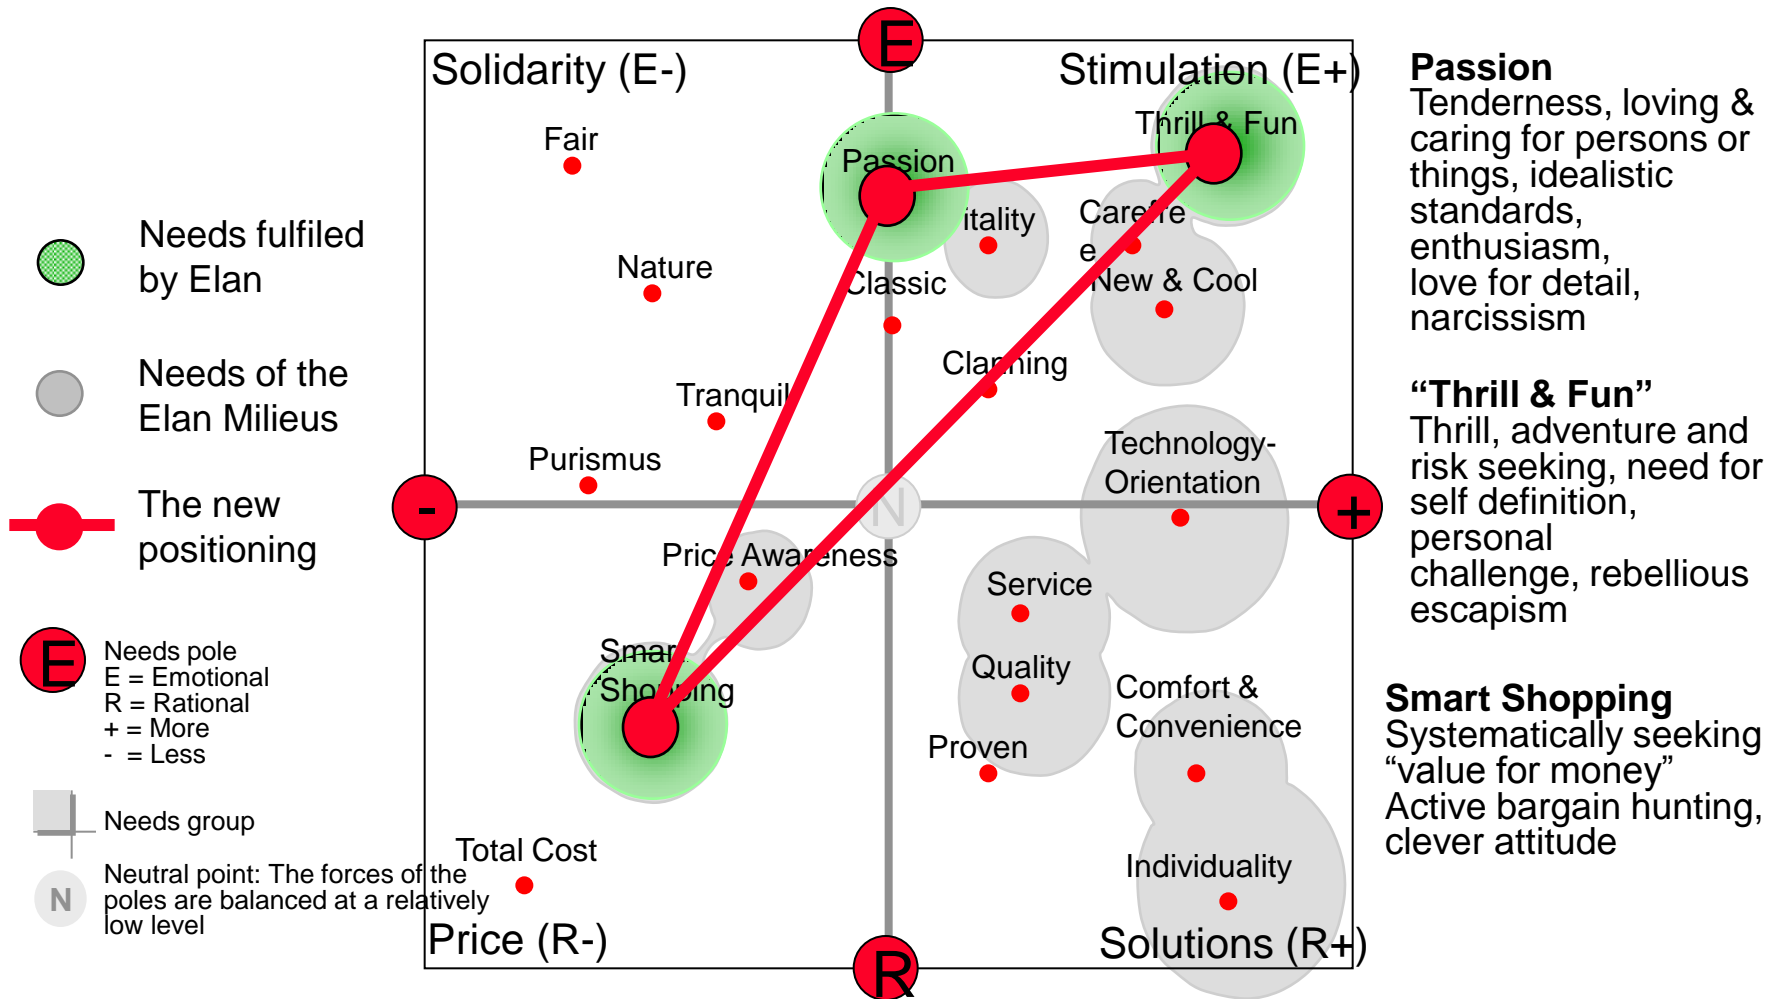 E
Solidarity (E-)
Stimulation (E+)
Fair
Thrill & Fun
Passion
Nature
itality
Carefre
e
Classic
New & Cool
Clanning
Tranquil
Purismus
Technology-
Orientation
-
N
+
Price Awareness
Service
Smart
Shopping
Quality
Comfort &
Convenience
Proven
Total Cost
Individuality
Price (R-)
Solutions (R+)
R
Needs fulfiled
by Elan
Needs of the
Elan Milieus
The new
positioning
E
Needs pole
E = Emotional
R = Rational
+ = More
- = Less
Needs group
N
Neutral point: The forces of the
poles are balanced at a relatively
low level
Passion
Tenderness, loving &
caring for persons or
things, idealistic
standards,
enthusiasm,
love for detail,
narcissism
“Thrill & Fun”
Thrill, adventure and
risk seeking, need for
self definition,
personal
challenge, rebellious
escapism
Smart Shopping
Systematically seeking
“value for money”
Active bargain hunting,
clever attitude